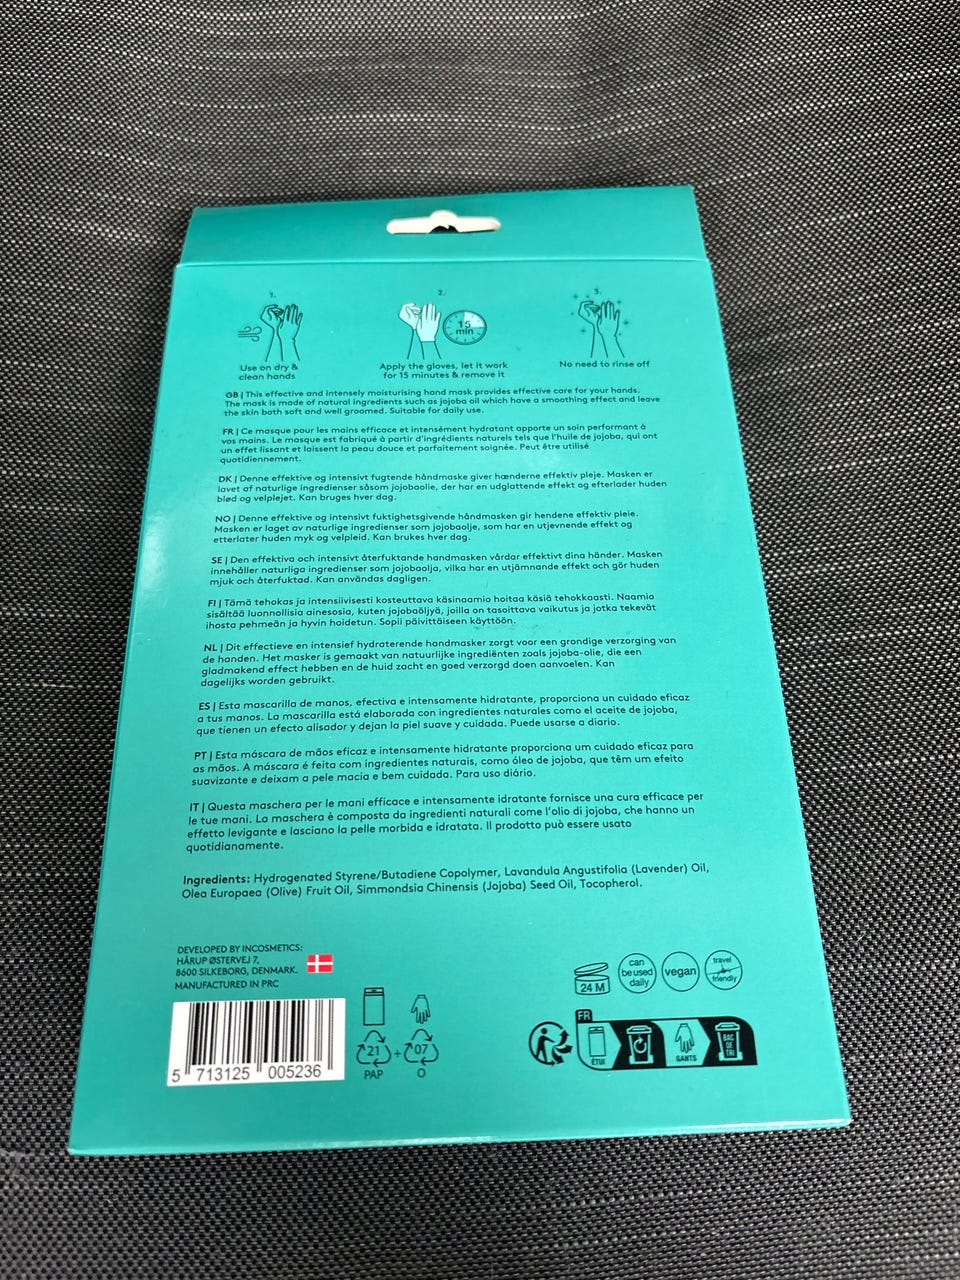 1.
2.
3.
15
min
Use on dry &
clean hands
Apply the gloves, let it work
for 15 minutes & remove it
No need to rinse off
GB | This effective and intensely moisturising hand mask provides effective care for your hands.
The mask is made of natural ingredients such as jojoba oil which have a smoothing effect and leave
the skin both soft and well groomed. Suitable for daily use.
FR | Ce masque pour les mains efficace et intensément hydratant apporte un soin performant à
vos mains. Le masque est fabriqué à partir d'ingrédients naturels tels que l'huile de jojoba, qui ont
un effet lissant et laissent la peau douce et parfaitement soignée. Peut être utilisé
quotidiennement.
DK | Denne effektive og intensivt fugtende håndmaske giver hænderne effektiv pleje. Masken er
lavet af naturlige ingredienser såsom jojobaolie, der har en udglattende effekt og efterlader huden
blød og velplejet. Kan bruges hver dag.
NO | Denne effektive og intensivt fuktighetsgivende håndmasken gir hendene effektiv pleie.
Masken er laget av naturlige ingredienser som jojobaolje, som har en utjevnende effekt og
etterlater huden myk og velpleid. Kan brukes hver dag.
SE | Den effektiva och intensivt återfuktande handmasken vårdar effektivt dina händer. Masken
innehåller naturliga ingredienser som jojobaolja, vilka har en utjämnande effekt och gör huden
mjuk och återfuktad. Kan användas dagligen.
FI | Tämä tehokas ja intensiivisesti kosteuttava käsinaamio hoitaa käsiä tehokkaasti. Naamio
sisältää luonnollisia ainesosia, kuten jojobaöljyä, joilla on tasoittava vaikutus ja jotka tekevät
ihosta pehmeän ja hyvin hoidetun. Sopii päivittäiseen käyttöön.
NL | Dit effectieve en intensief hydraterende handmasker zorgt voor een grondige verzorging van
de handen. Het masker is gemaakt van natuurlijke ingrediënten zoals jojoba-olie, die een
gladmakend effect hebben en de huid zacht en goed verzorgd doen aanvoelen. Kan
dagelijks worden gebruikt.
ES | Esta mascarilla de manos, efectiva e intensamente hidratante, proporciona un cuidado eficaz
a tus manos. La mascarilla está elaborada con ingredientes naturales como el aceite de jojoba,
que tienen un efecto alisador y dejan la piel suave y cuidada. Puede usarse a diario.
PT | Esta máscara de mãos eficaz e intensamente hidratante proporciona um cuidado eficaz para
as mãos. A máscara é feita com ingredientes naturais, como óleo de jojoba, que têm um efeito
suavizante e deixam a pele macia e bem cuidada. Para uso diário.
IT | Questa maschera per le mani efficace e intensamente idratante fornisce una cura efficace per
le tue mani. La maschera è composta da ingredienti naturali come l'olio di jojoba, che hanno un
effetto levigante e lasciano la pelle morbida e idratata. Il prodotto può essere usato
quotidianamente.
Ingredients: Hydrogenated Styrene/Butadiene Copolymer, Lavandula Angustifolia (Lavender) Oil,
Olea Europaea (Olive) Fruit Oil, Simmondsia Chinensis (Jojoba) Seed Oil, Tocopherol.
DEVELOPED BY INCOSMETICS:
HÅRUP ØSTERVEJ 7,
8600 SILKEBORG, DENMARK.
MANUFACTURED IN PRC
24 M
can
be used
daily
vegan
travel
friendly
5 713125 005236
21
PAP
+
07
O
FR
ÉTUI
GANTS
BAC
DE
TRI